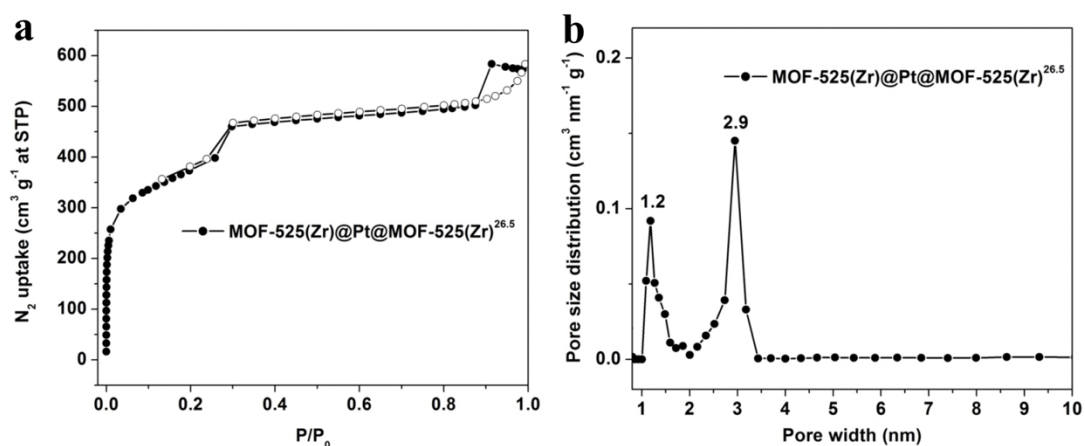 a
600
500
400
300
200
100
0
N₂ uptake (cm³ g⁻¹ at STP)
MOF-525(Zr)@Pt@MOF-525(Zr)²⁶·⁵
0.0 0.2 0.4 0.6 0.8 1.0
P/P₀
b
0.2
0.1
0.0
Pore size distribution (cm³ nm⁻¹ g⁻¹)
MOF-525(Zr)@Pt@MOF-525(Zr)²⁶·⁵
2.9
1.2
1 2 3 4 5 6 7 8 9 10
Pore width (nm)